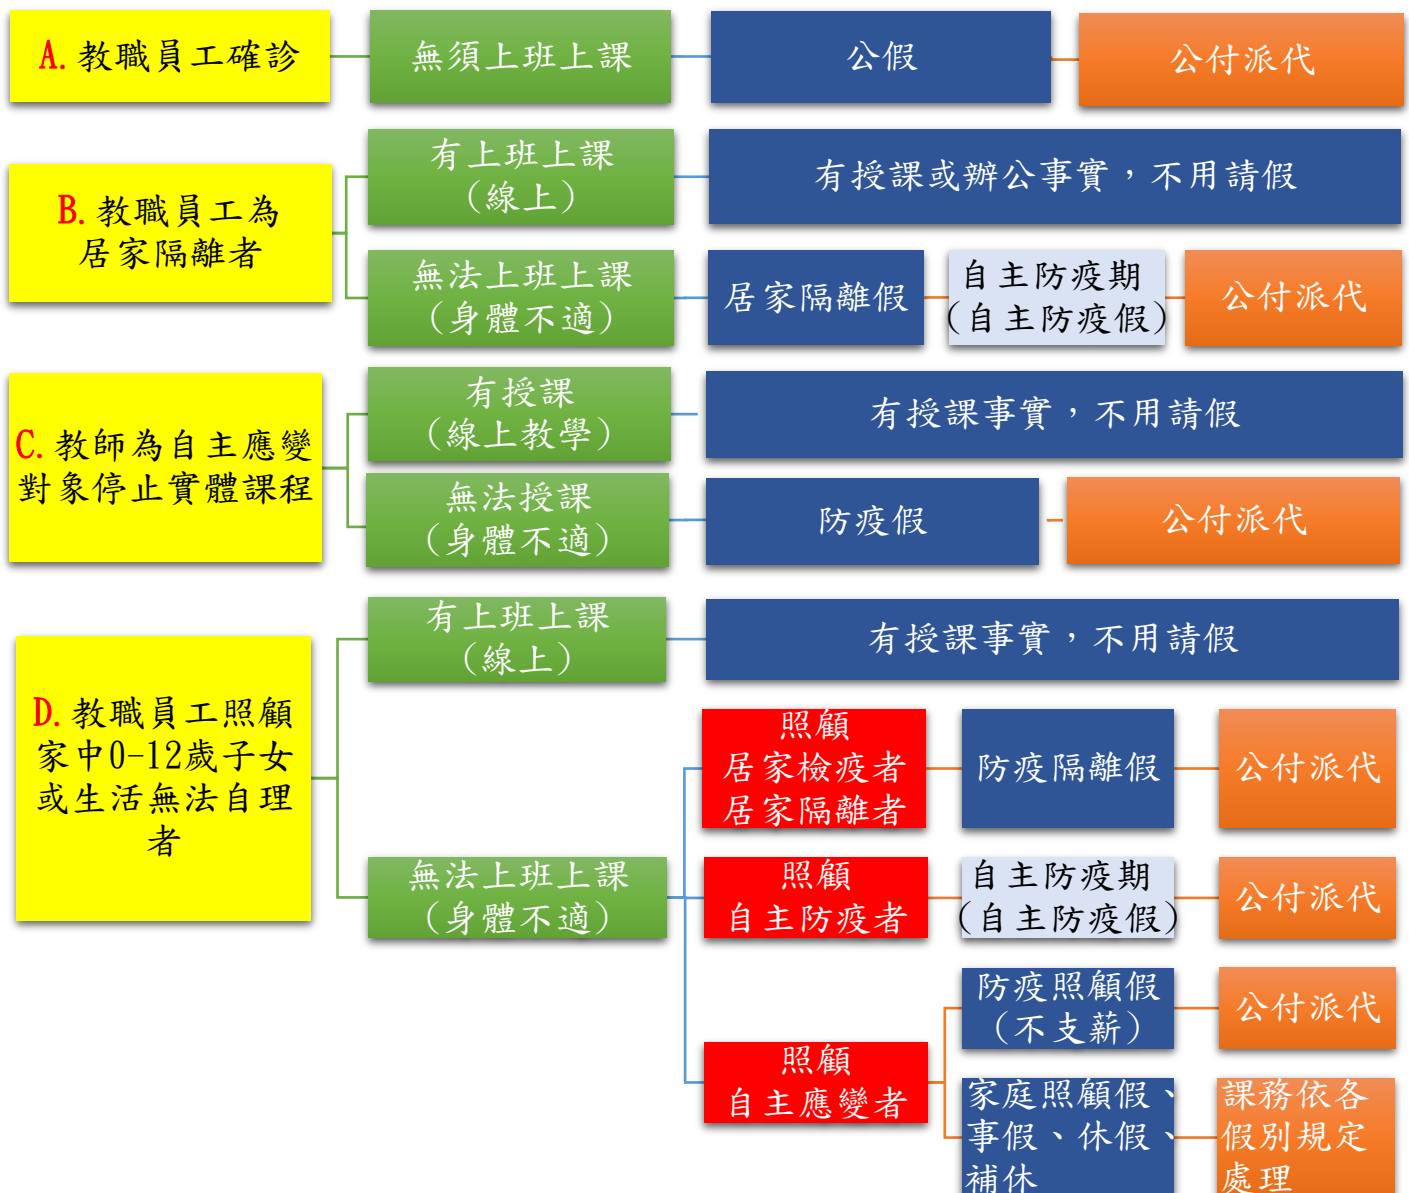 A.教職員工確診
無須上班上課
公假
公付派代
B.教職員工為
居家隔離者
有上班上課
（線上）
有授課或辦公事實，不用請假
無法上班上課
（身體不適）
居家隔離假
自主防疫期
（自主防疫假）
公付派代
C.教師為自主應變
對象停止實體課程
有授課
（線上教學）
有授課事實，不用請假
無法授課
（身體不適）
防疫假
公付派代
D.教職員工照顧
家中0-12歲子女
或生活無法自理
者
有上班上課
（線上）
有授課事實，不用請假
無法上班上課
（身體不適）
照顧
居家檢疫者
居家隔離者
防疫隔離假
公付派代
照顧
自主防疫者
自主防疫期
（自主防疫假）
公付派代
照顧
自主應變者
防疫照顧假
（不支薪）
公付派代
家庭照顧假、
事假、休假、
補休
課務依各
假別規定
處理